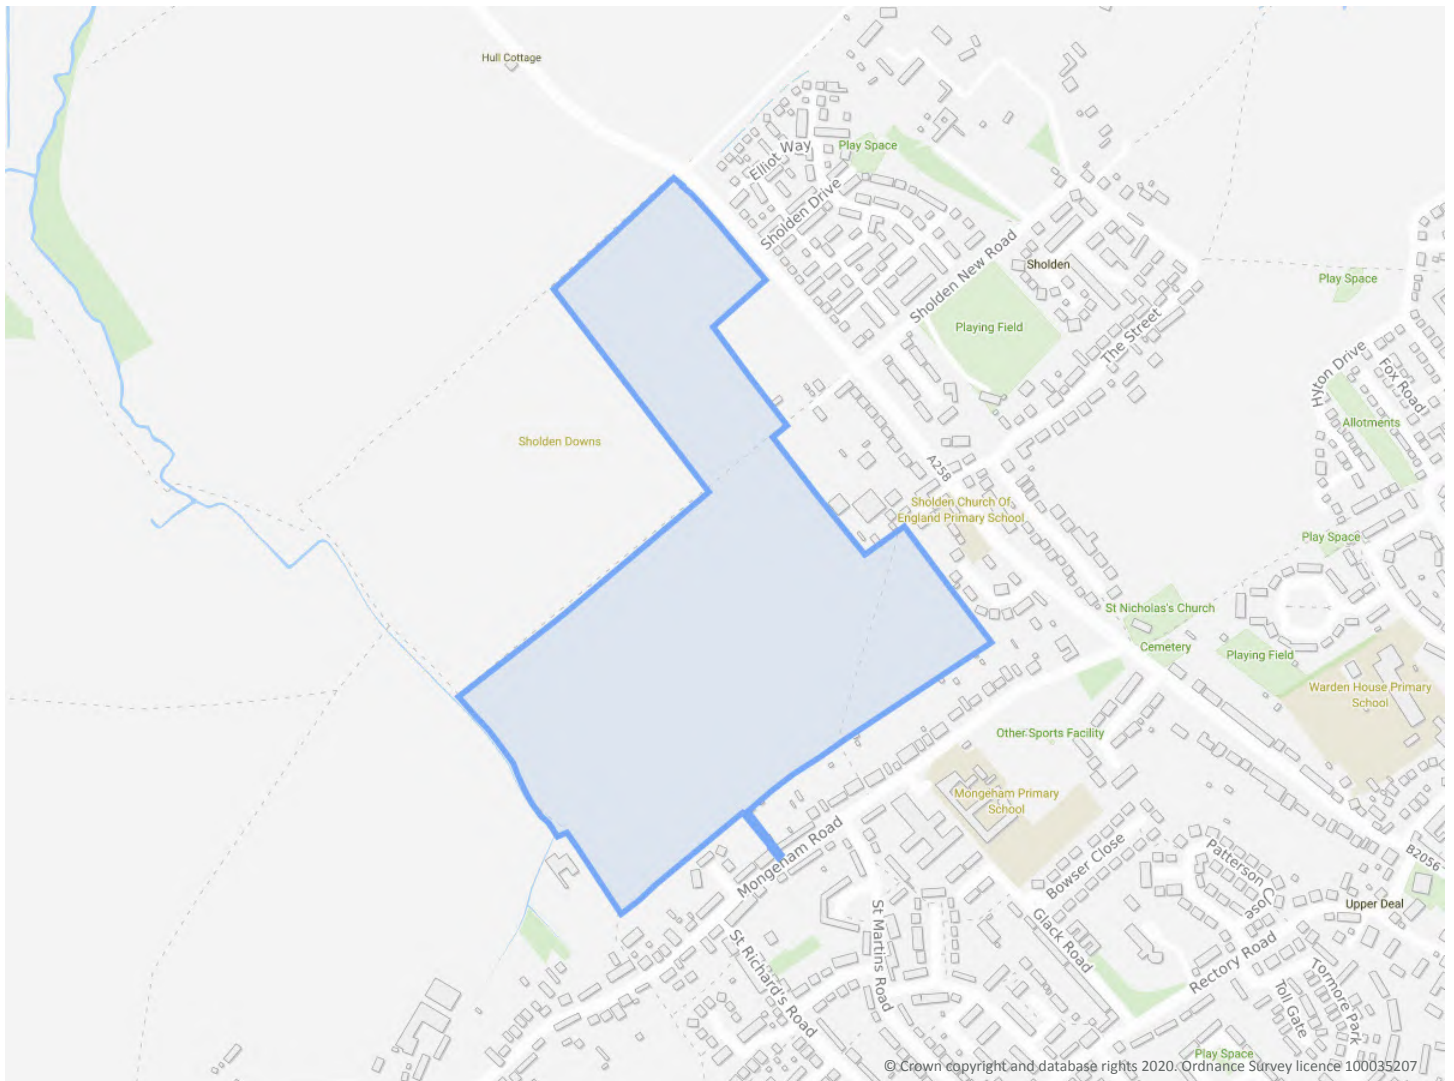 Hull Cottage
Elliot Way
Play Space
Sholden Drive
Sholden New Road
Sholden
Play Space
Playing Field
The Street
Hyton Drive
Fox Road
Sholden Downs
Allotments
A258
Sholden Church Of
England Primary School
Play Space
St Nicholas's Church
Cemetery
Playing Field
Warden House Primary
School
Other Sports Facility
Mongeham Primary
School
Mongeham Road
Bowser Close
Patterson Close
B2056
Upper Deal
St Martins Road
Glack Road
St Richard's Road
Rectory Road
Tormore Park
Toll Gate
Play Space
© Crown copyright and database rights 2020. Ordnance Survey licence 100035207